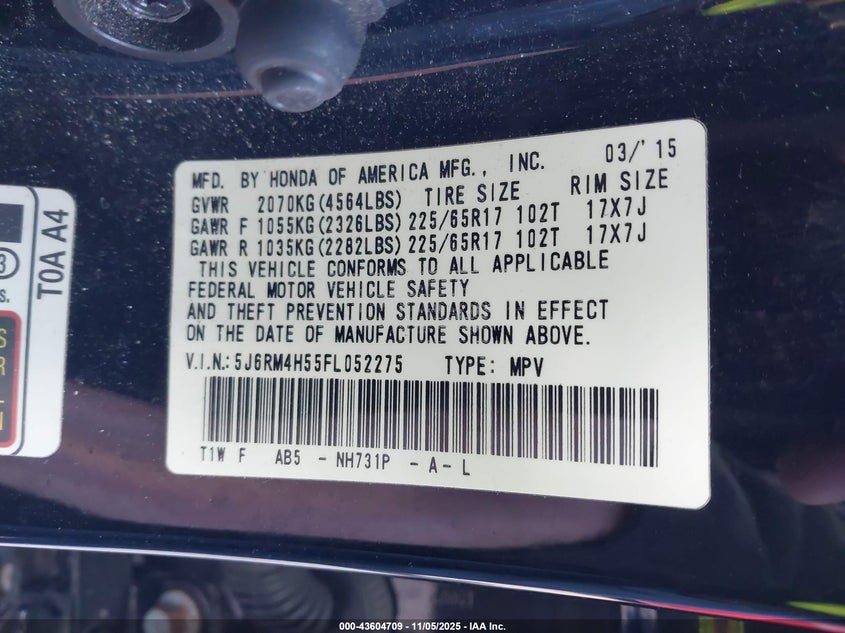 MFD. BY HONDA OF AMERICA MFG., INC. 03/'15
GVWR 2070KG(4564LBS) TIRE SIZE RIM SIZE
GAWR F 1055KG(2326LBS) 225/65R17 102T 17X7J
GAWR R 1035KG(2282LBS) 225/65R17 102T 17X7J
THIS VEHICLE CONFORMS TO ALL APPLICABLE
FEDERAL MOTOR VEHICLE SAFETY
AND THEFT PREVENTION STANDARDS IN EFFECT
ON THE DATE OF MANUFACTURE SHOWN ABOVE.
V.I.N.: 5J6RM4H55FL052275 TYPE: MPV
T1W F AB5 - NH731P - A - L
T0A A4
000-43604709 - 11/05/2025 - IAA Inc.